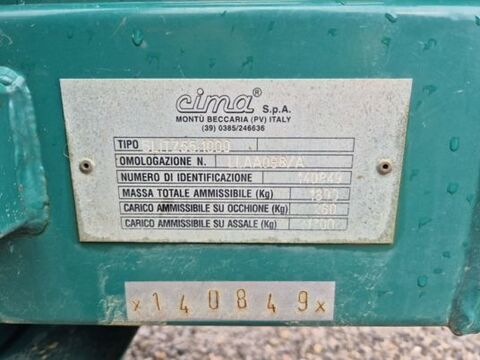 cima® S.p.A.
MONTÙ BECCARIA (PV) ITALY
(39) 0385/246636
TIPO
OMOLOGAZIONE N.
NUMERO DI IDENTIFICAZIONE 140849
MASSA TOTALE AMMISSIBILE (Kg)
CARICO AMMISSIBILE SU OCCHIONE (Kg)
CARICO AMMISSIBILE SU ASSALE (Kg)
x140849x